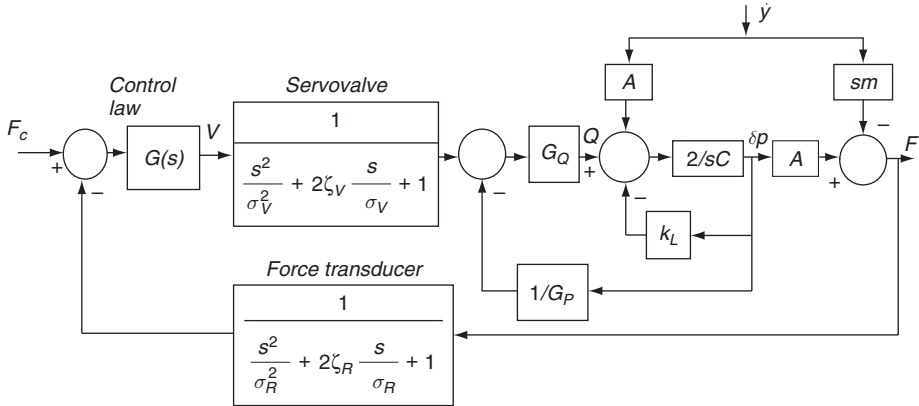 ẏ
Control law
Servovalve
A
sm
F_c
+
−
G(s)
V
1
s²/σ_V² + 2ζ_V s/σ_V + 1
−
G_Q
Q
+
−
2/sC
δp
A
+
−
F
k_L
1/G_P
Force transducer
1
s²/σ_R² + 2ζ_R s/σ_R + 1